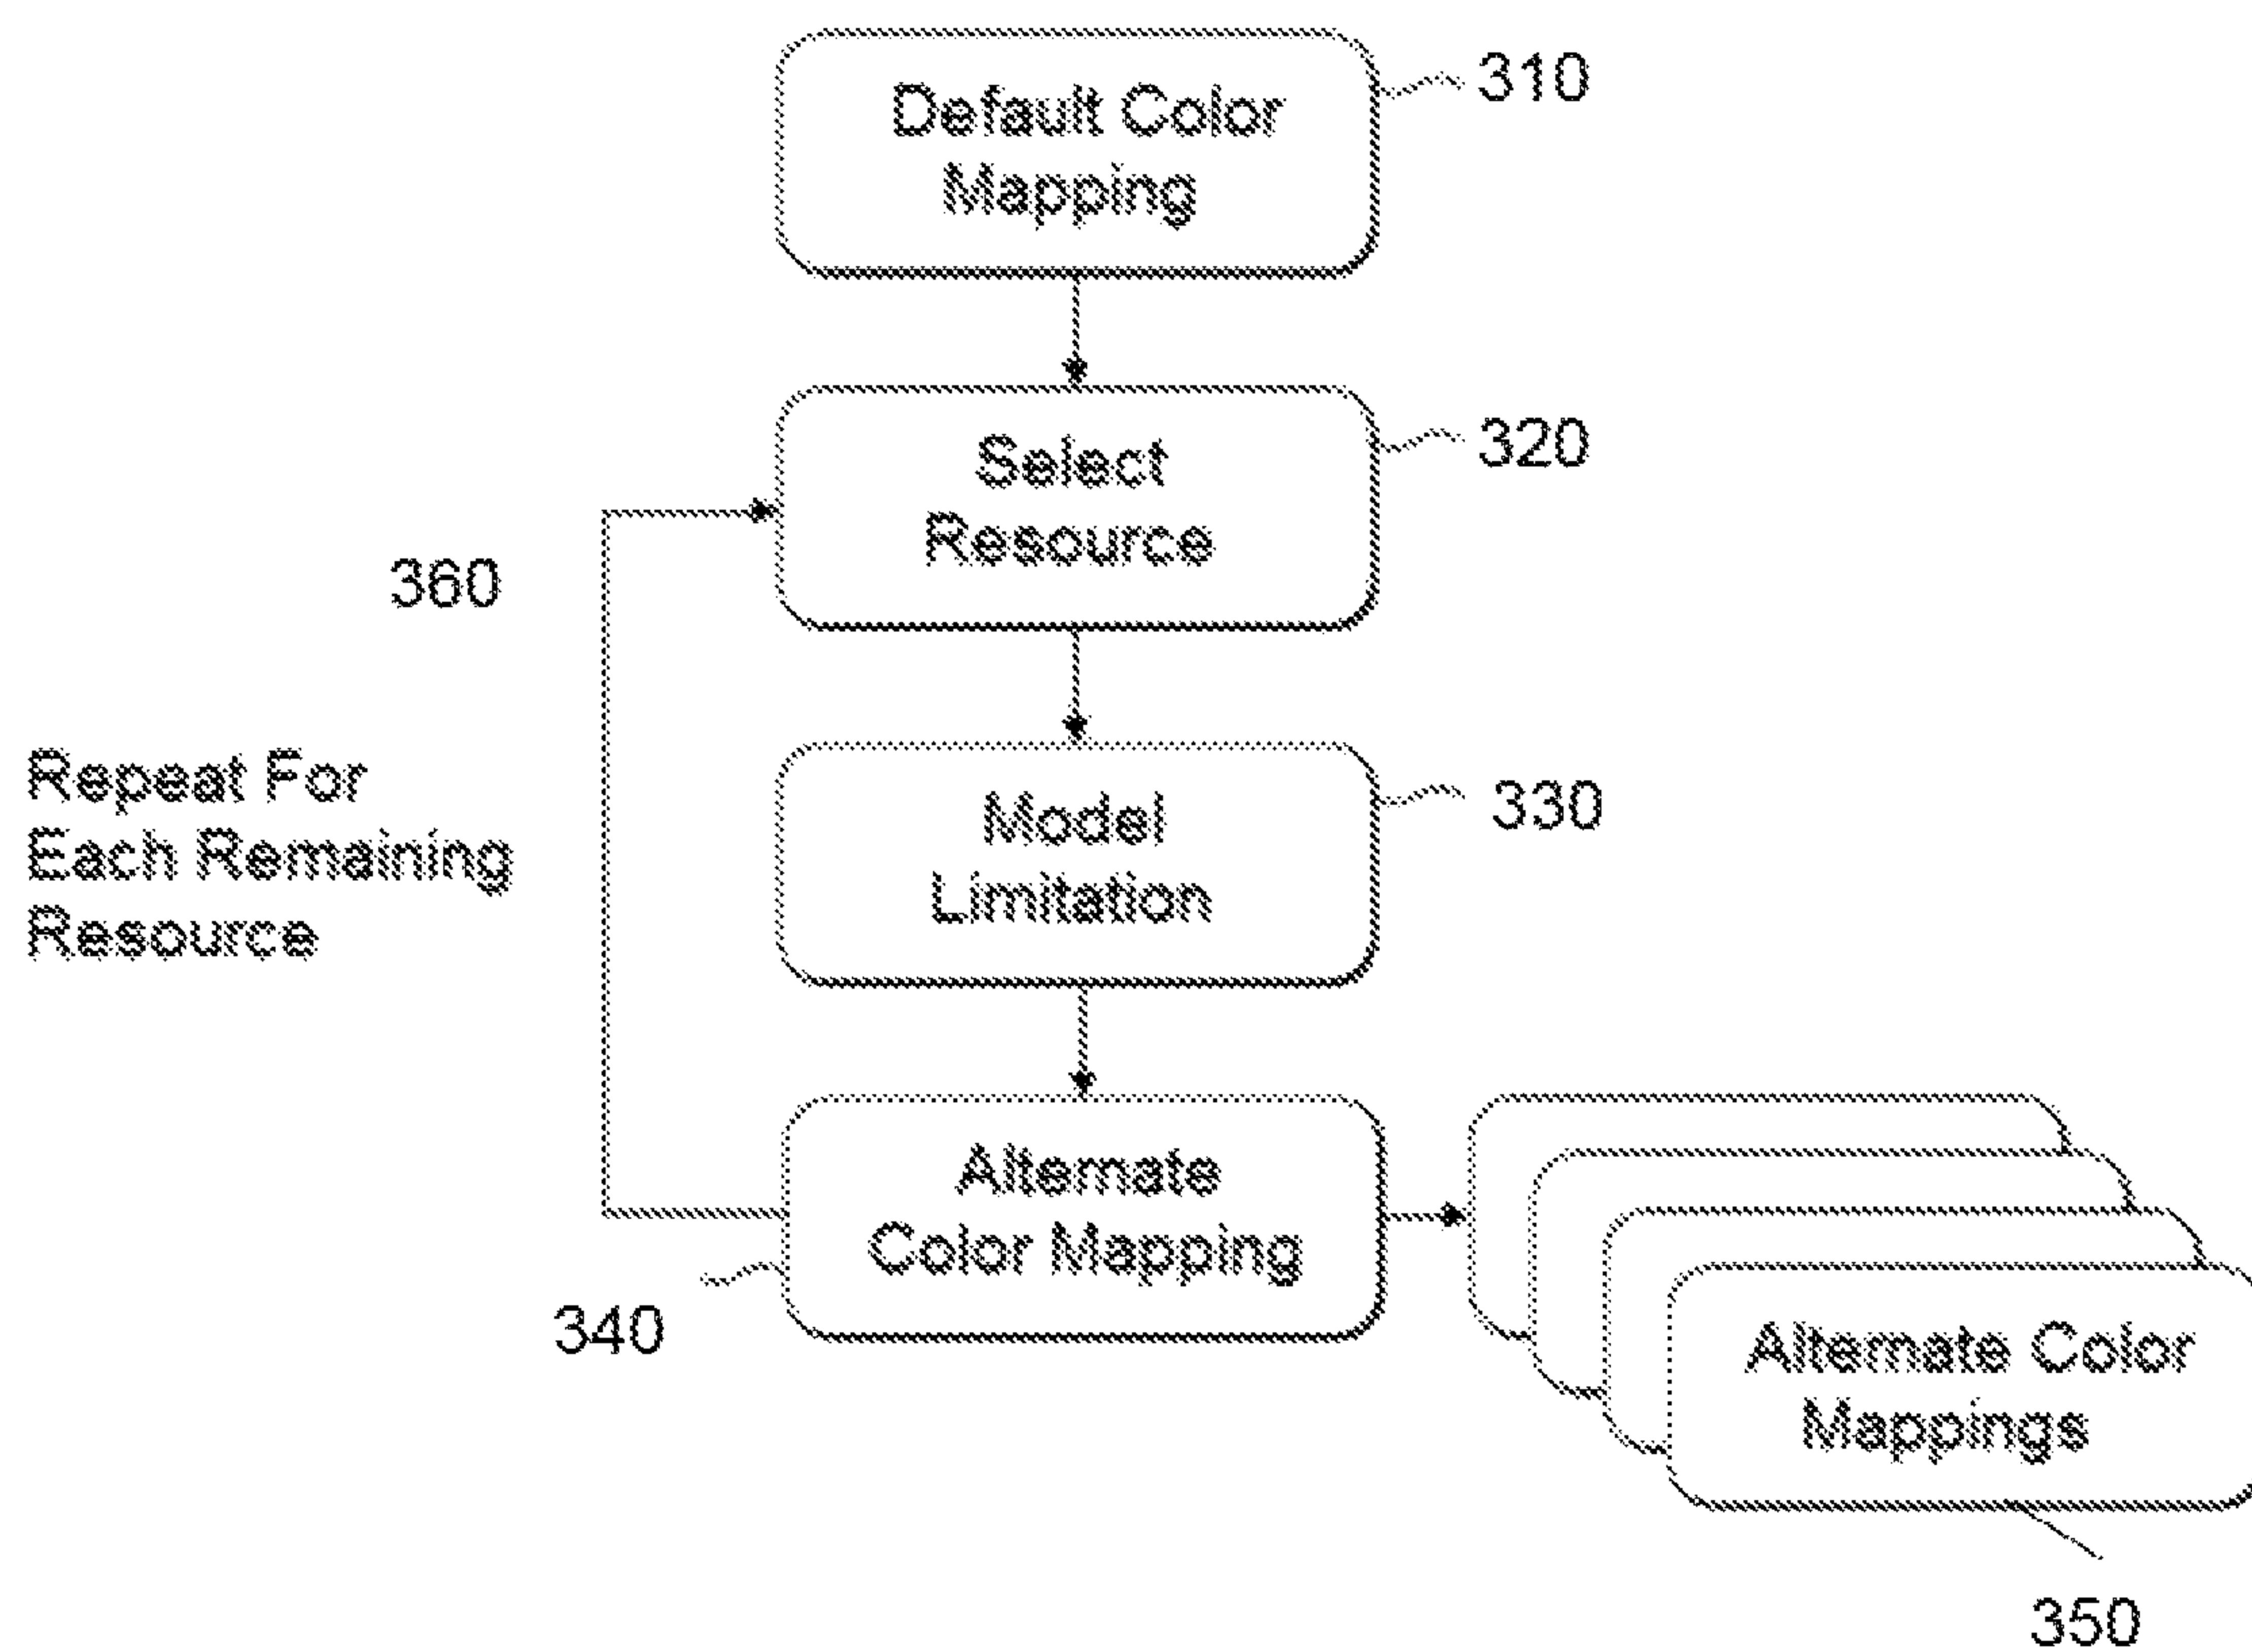 Default Color
Mapping
310
Select
Resource
320
360
Repeat For
Each Remaining
Resource
Model
Limitation
330
Alternate
Color Mapping
340
Alternate Color
Mappings
350